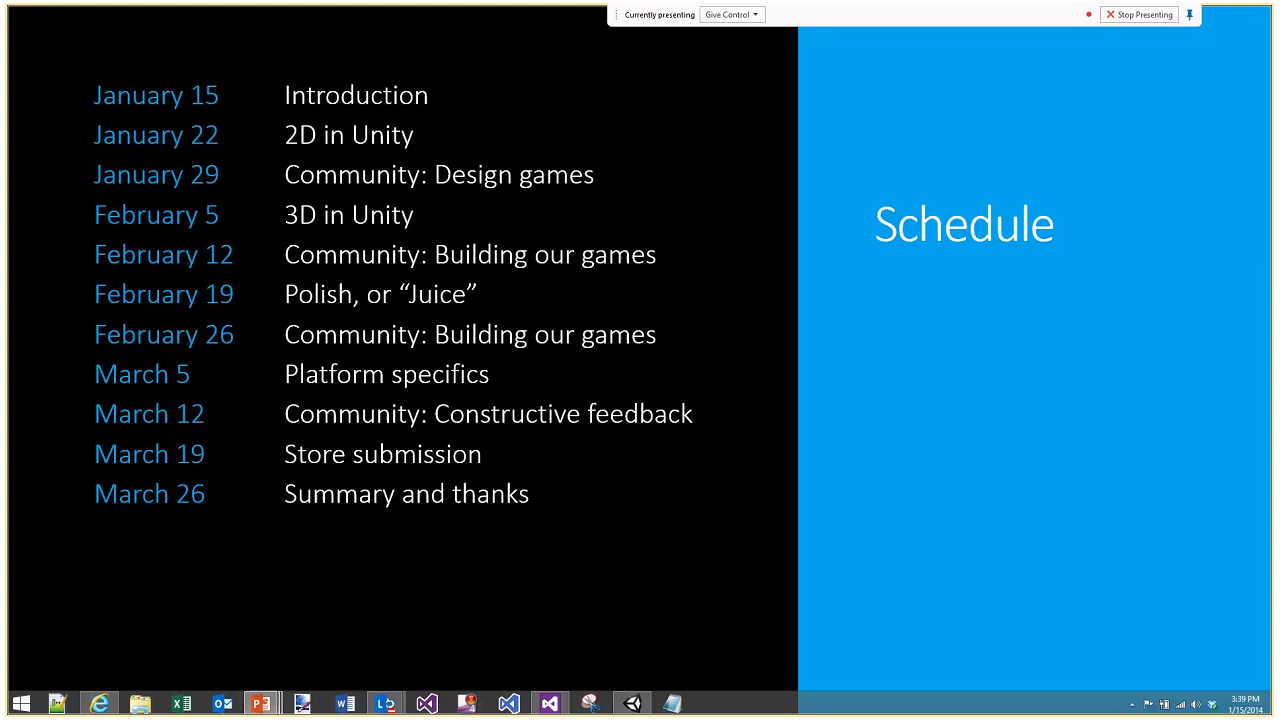 Currently presenting Give Control Stop Presenting
January 15 Introduction
January 22 2D in Unity
January 29 Community: Design games
February 5 3D in Unity
February 12 Community: Building our games
February 19 Polish, or “Juice”
February 26 Community: Building our games
March 5 Platform specifics
March 12 Community: Constructive feedback
March 19 Store submission
March 26 Summary and thanks
Schedule
3:39 PM
1/15/2014